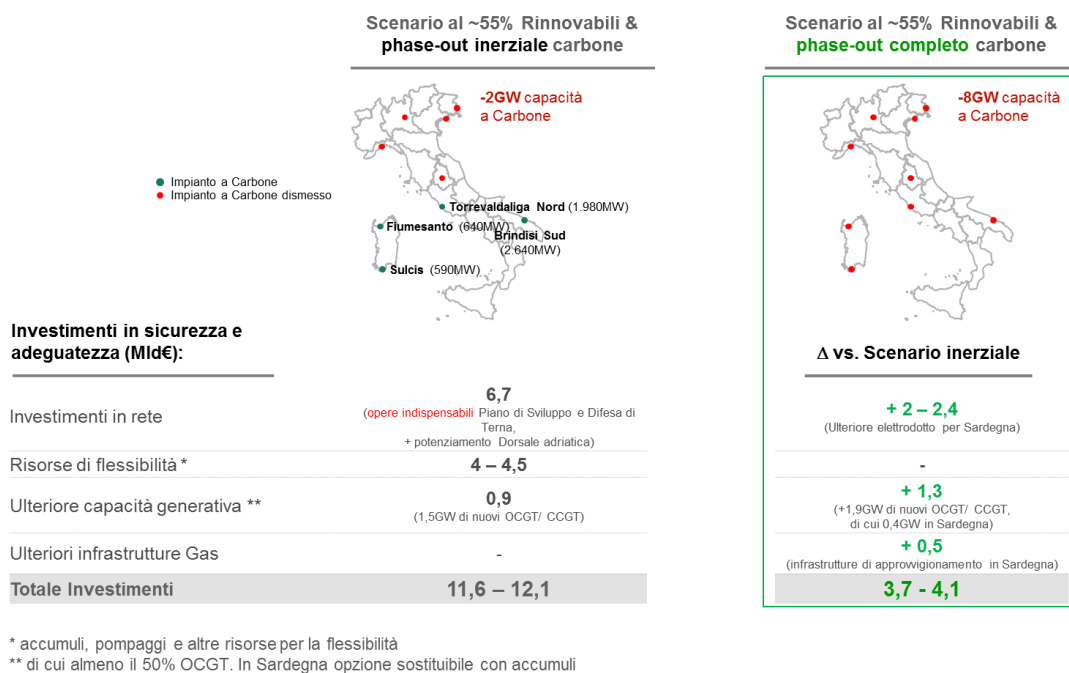 Scenario al ~55% Rinnovabili &
phase-out inerziale carbone
Scenario al ~55% Rinnovabili &
phase-out completo carbone
-2GW capacità
a Carbone
-8GW capacità
a Carbone
Impianto a Carbone
Impianto a Carbone dismesso
Torrevaldaliga Nord (1.980MW)
Fiumesanto (640MW)
Brindisi Sud
(2.640MW)
Sulcis (590MW)
Investimenti in sicurezza e
adeguatezza (Mld€):
Δ vs. Scenario inerziale
Investimenti in rete
6,7
(opere indispensabili Piano di Sviluppo e Difesa di
Terna,
+ potenziamento Dorsale adriatica)
+ 2 – 2,4
(Ulteriore elettrodotto per Sardegna)
Risorse di flessibilità *
4 – 4,5
-
Ulteriore capacità generativa **
0,9
(1,5GW di nuovi OCGT/ CCGT)
+ 1,3
(+1,9GW di nuovi OCGT/ CCGT,
di cui 0,4GW in Sardegna)
Ulteriori infrastrutture Gas
-
+ 0,5
(infrastrutture di approvvigionamento in Sardegna)
Totale Investimenti
11,6 – 12,1
3,7 - 4,1
* accumuli, pompaggi e altre risorse per la flessibilità
** di cui almeno il 50% OCGT. In Sardegna opzione sostituibile con accumuli